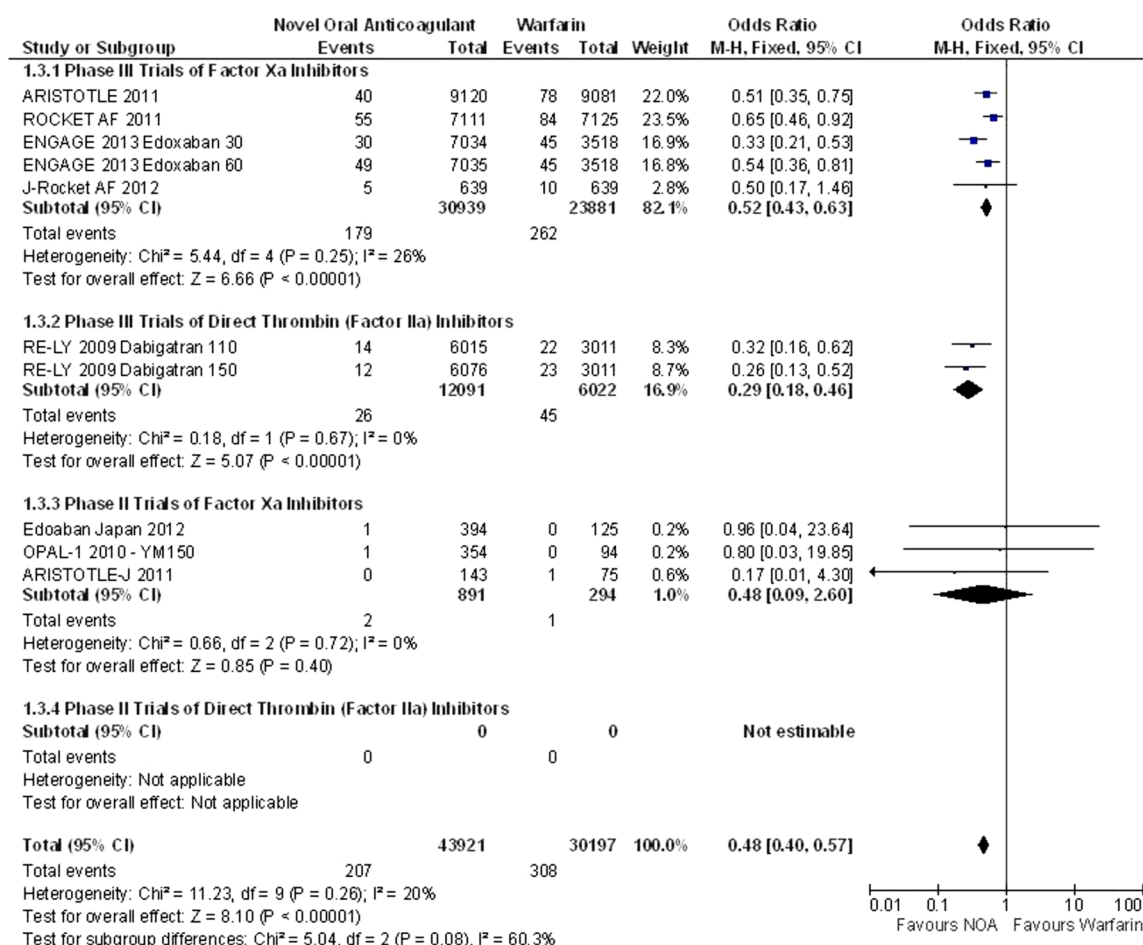 Novel Oral Anticoagulant Warfarin Odds Ratio Odds Ratio
Study or Subgroup Events Total Events Total Weight M-H, Fixed, 95% CI M-H, Fixed, 95% CI
1.3.1 Phase III Trials of Factor Xa Inhibitors
ARISTOTLE 2011 40 9120 78 9081 22.0% 0.51 [0.35, 0.75]
ROCKET AF 2011 55 7111 84 7125 23.5% 0.65 [0.46, 0.92]
ENGAGE 2013 Edoxaban 30 30 7034 45 3518 16.9% 0.33 [0.21, 0.53]
ENGAGE 2013 Edoxaban 60 49 7035 45 3518 16.8% 0.54 [0.36, 0.81]
J-Rocket AF 2012 5 639 10 639 2.8% 0.50 [0.17, 1.46]
Subtotal (95% CI) 30939 23881 82.1% 0.52 [0.43, 0.63]
Total events 179 262
Heterogeneity: Chi² = 5.44, df = 4 (P = 0.25); I² = 26%
Test for overall effect: Z = 6.66 (P < 0.00001)
1.3.2 Phase III Trials of Direct Thrombin (Factor IIa) Inhibitors
RE-LY 2009 Dabigatran 110 14 6015 22 3011 8.3% 0.32 [0.16, 0.62]
RE-LY 2009 Dabigatran 150 12 6076 23 3011 8.7% 0.26 [0.13, 0.52]
Subtotal (95% CI) 12091 6022 16.9% 0.29 [0.18, 0.46]
Total events 26 45
Heterogeneity: Chi² = 0.18, df = 1 (P = 0.67); I² = 0%
Test for overall effect: Z = 5.07 (P < 0.00001)
1.3.3 Phase II Trials of Factor Xa Inhibitors
Edoaban Japan 2012 1 394 0 125 0.2% 0.96 [0.04, 23.64]
OPAL-1 2010 - YM150 1 354 0 94 0.2% 0.80 [0.03, 19.85]
ARISTOTLE-J 2011 0 143 1 75 0.6% 0.17 [0.01, 4.30]
Subtotal (95% CI) 891 294 1.0% 0.48 [0.09, 2.60]
Total events 2 1
Heterogeneity: Chi² = 0.66, df = 2 (P = 0.72); I² = 0%
Test for overall effect: Z = 0.85 (P = 0.40)
1.3.4 Phase II Trials of Direct Thrombin (Factor IIa) Inhibitors
Subtotal (95% CI) 0 0 Not estimable
Total events 0 0
Heterogeneity: Not applicable
Test for overall effect: Not applicable
Total (95% CI) 43921 30197 100.0% 0.48 [0.40, 0.57]
Total events 207 308
Heterogeneity: Chi² = 11.23, df = 9 (P = 0.26); I² = 20%
Test for overall effect: Z = 8.10 (P < 0.00001)
Test for subgroup differences: Chi² = 5.04, df = 2 (P = 0.08), I² = 60.3%
0.01 0.1 1 10 100
Favours NOA Favours Warfarin